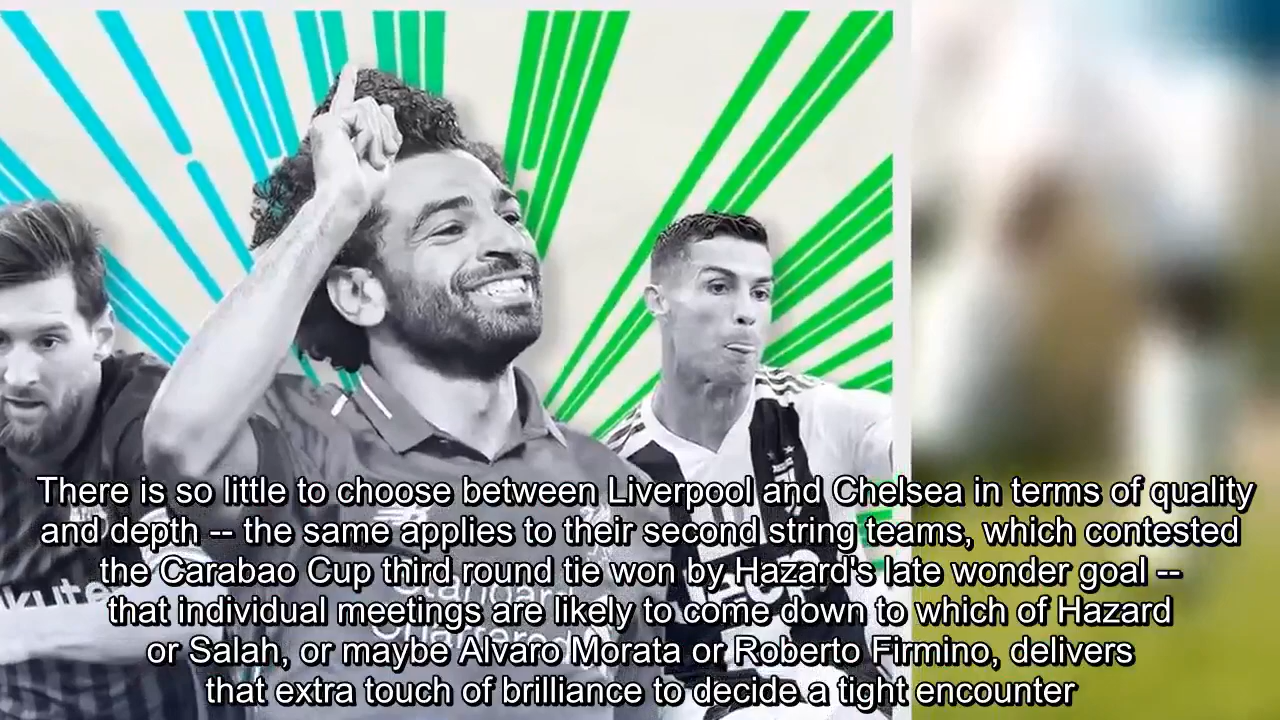 There is so little to choose between Liverpool and Chelsea in terms of quality
and depth -- the same applies to their second string teams, which contested
the Carabao Cup third round tie won by Hazard's late wonder goal --
that individual meetings are likely to come down to which of Hazard
or Salah, or maybe Alvaro Morata or Roberto Firmino, delivers
that extra touch of brilliance to decide a tight encounter
Standard
Chartered